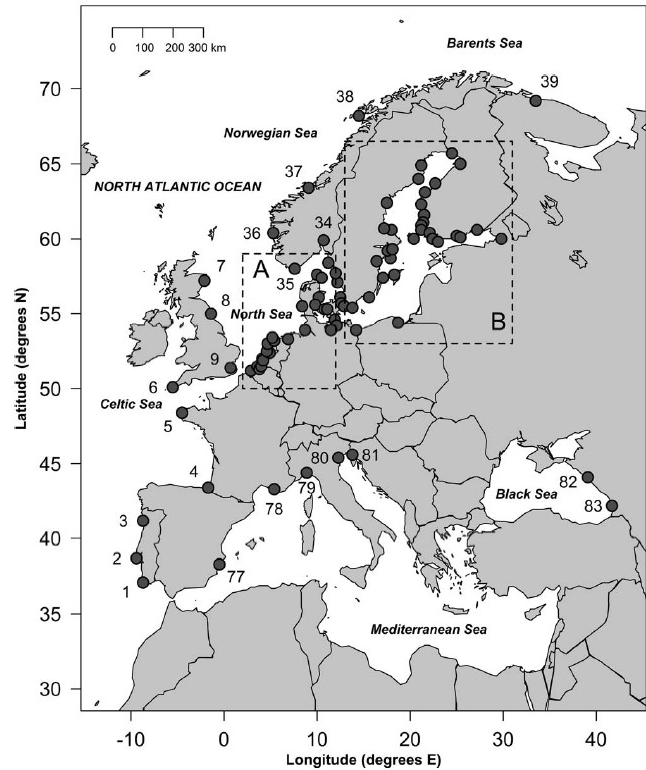 0 100 200 300 km
Barents Sea
39
70
38
Norwegian Sea
65
37
NORTH ATLANTIC OCEAN
34
36
60
7
A
35
8
North Sea
55
B
9
50
6
Celtic Sea
5
80
81
45
4
82
79
Black Sea
78
83
3
40
2
77
1
35
Mediterranean Sea
30
-10 0 10 20 30 40
Longitude (degrees E)
Latitude (degrees N)